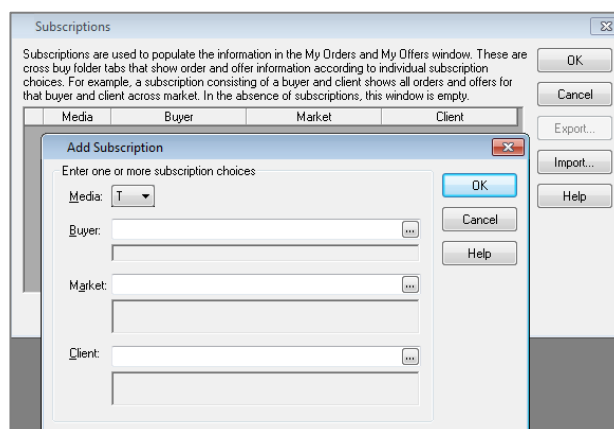 Subscriptions
Subscriptions are used to populate the information in the My Orders and My Offers window. These are
cross buy folder tabs that show order and offer information according to individual subscription
choices. For example, a subscription consisting of a buyer and client shows all orders and offers for
that buyer and client across market. In the absence of subscriptions, this window is empty.
OK
Cancel
Export...
Import...
Help
Media Buyer Market Client
Add Subscription
Enter one or more subscription choices
Media: T
Buyer: ...
Market: ...
Client: ...
OK
Cancel
Help